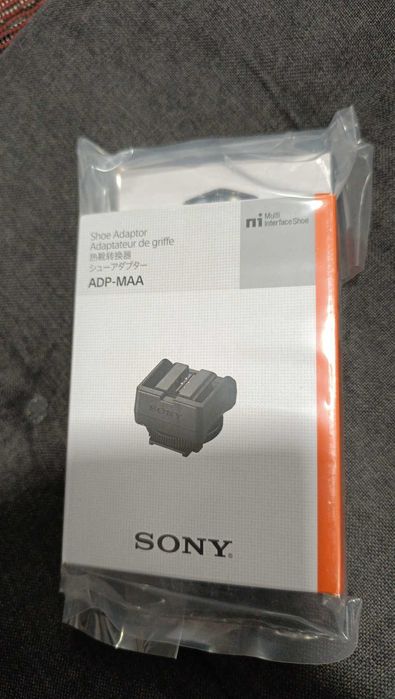 Multi
Interface Shoe
Shoe Adaptor
Adaptateur de griffe
热靴转换器
シューアダプター
ADP-MAA
SONY
SONY®